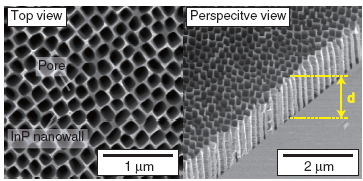 Top view
Pore
InP nanowall
1 μm
Perspecitve view
d
2 μm